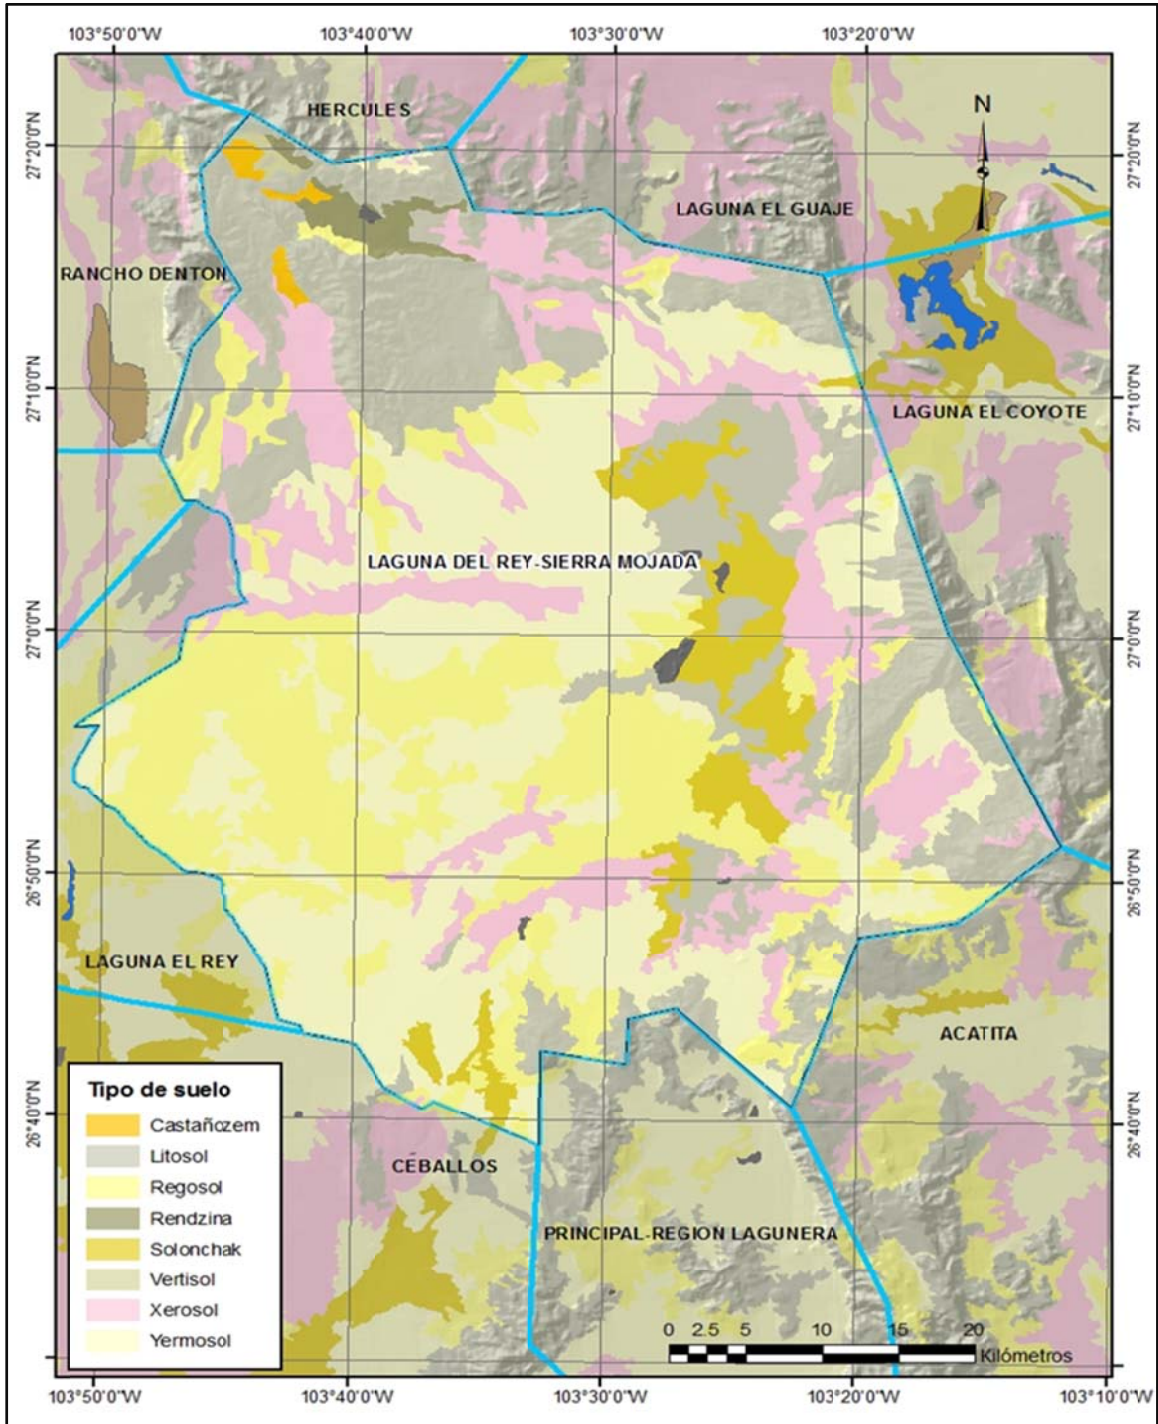 103°50'0"W 103°40'0"W 103°30'0"W 103°20'0"W
HERCULES
N
27°20'0"N
27°20'0"N
LAGUNA EL GUAJE
RANCHO DENTON
27°10'0"N
27°10'0"N
LAGUNA EL COYOTE
LAGUNA DEL REY-SIERRA MOJADA
27°0'0"N
27°0'0"N
26°50'0"N
26°50'0"N
LAGUNA EL REY
ACATITA
26°40'0"N
26°40'0"N
CEBALLOS
PRINCIPAL-REGION LAGUNERA
Tipo de suelo
Castañozem
Litosol
Regosol
Rendzina
Solonchak
Vertisol
Xerosol
Yermosol
0 2.5 5 10 15 20
Kilómetros
103°50'0"W 103°40'0"W 103°30'0"W 103°20'0"W 103°10'0"W